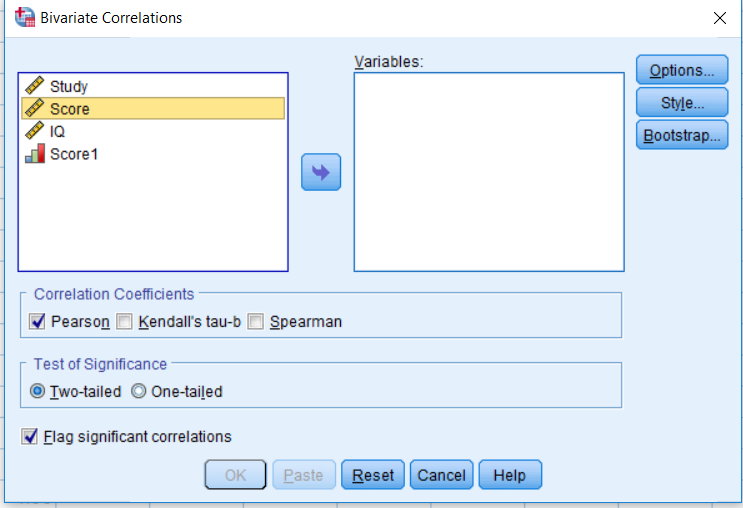 Bivariate Correlations
Variables:
Study
Score
IQ
Score1
Options...
Style...
Bootstrap...
Correlation Coefficients
Pearson Kendall's tau-b Spearman
Test of Significance
Two-tailed One-tailed
Flag significant correlations
OK Paste Reset Cancel Help